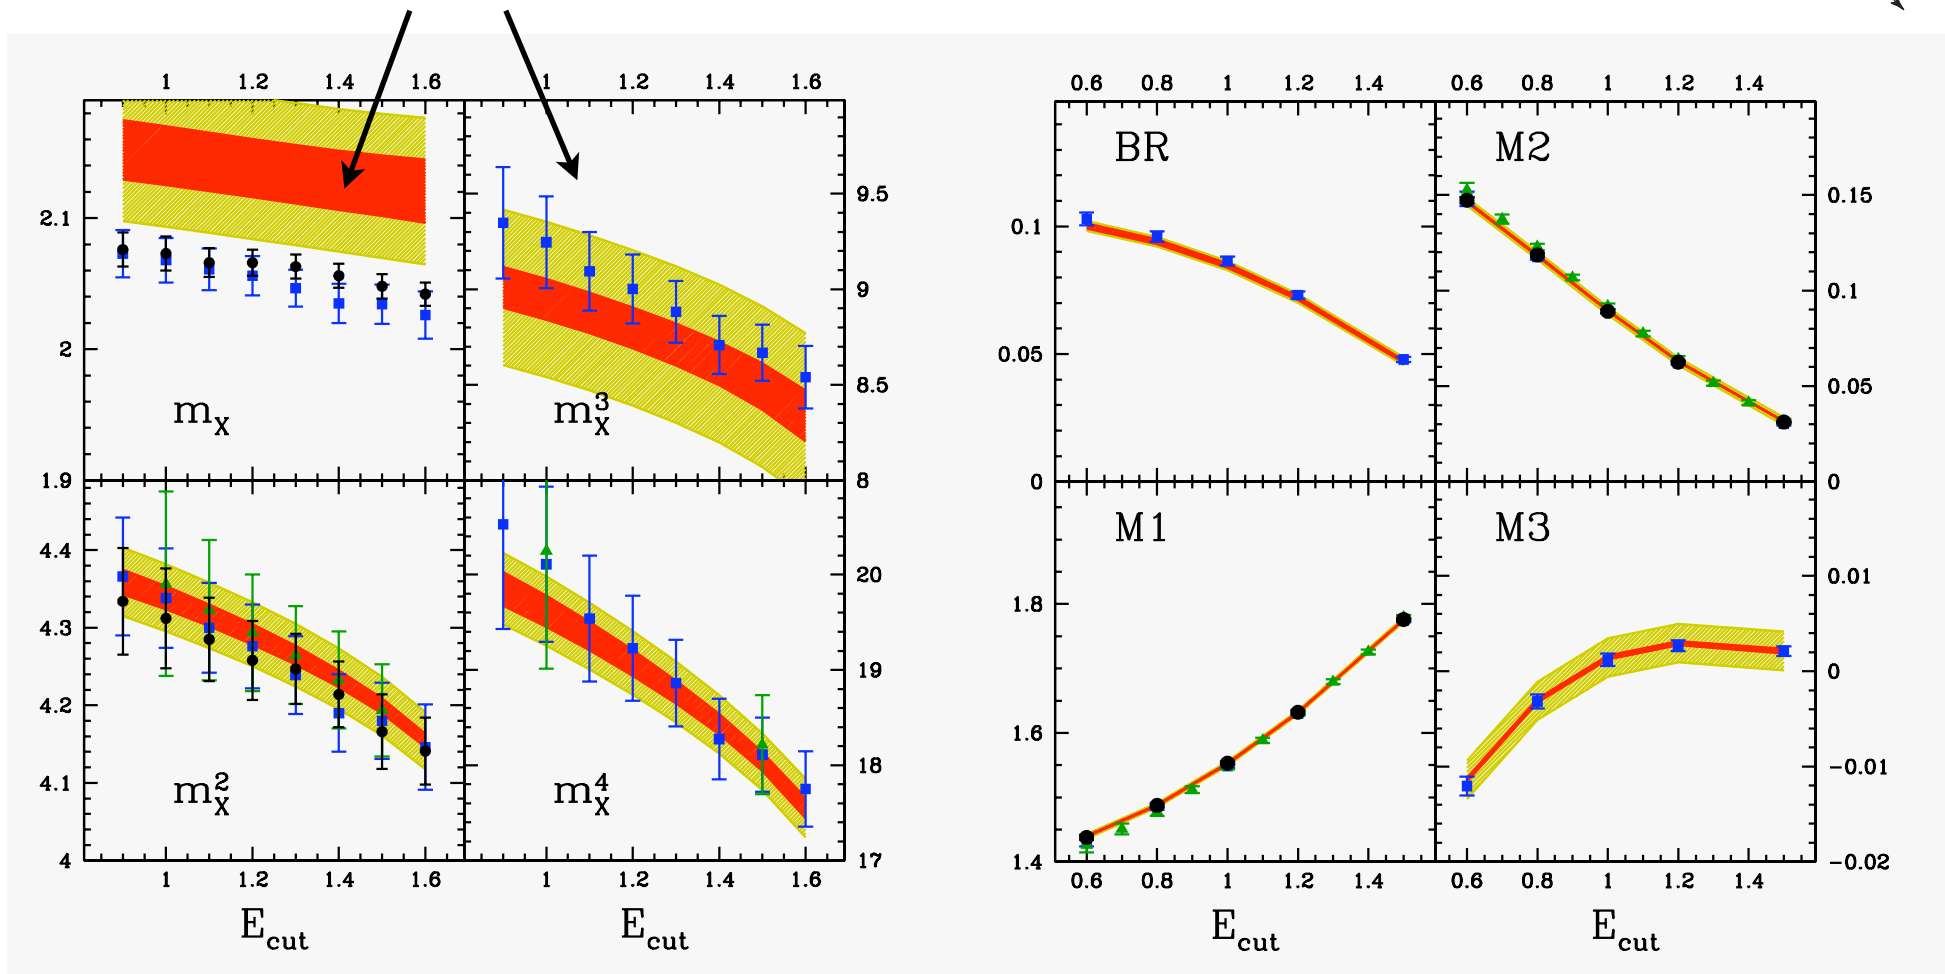 1 1.2 1.4 1.6 1 1.2 1.4 1.6 0.6 0.8 1 1.2 1.4 0.6 0.8 1 1.2 1.4
BR M2
2.1 9.5 0.1 0.15
2 9 0.05 0.1
m_X m_X^3 8.5 0.05
1.9 8 0 0
4.4 20 M1 M3 0.01
4.3 19 1.8 0
4.2 18 1.6 -0.01
4.1 m_X^2 m_X^4
4 17 1.4 -0.02
1 1.2 1.4 1.6 1 1.2 1.4 1.6 0.6 0.8 1 1.2 1.4 0.6 0.8 1 1.2 1.4
E_cut E_cut E_cut E_cut